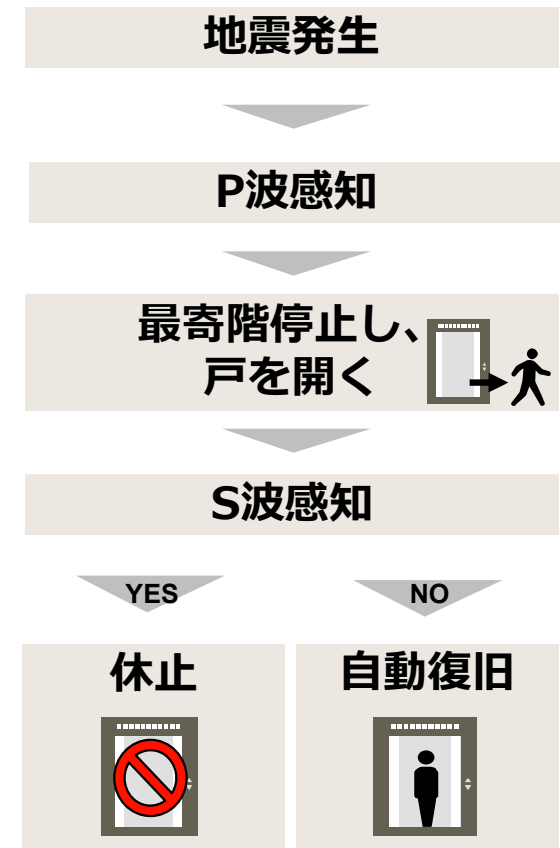 地震発生
P波感知
最寄階停止し、
戸を開く
S波感知
YES
NO
休止
自動復旧